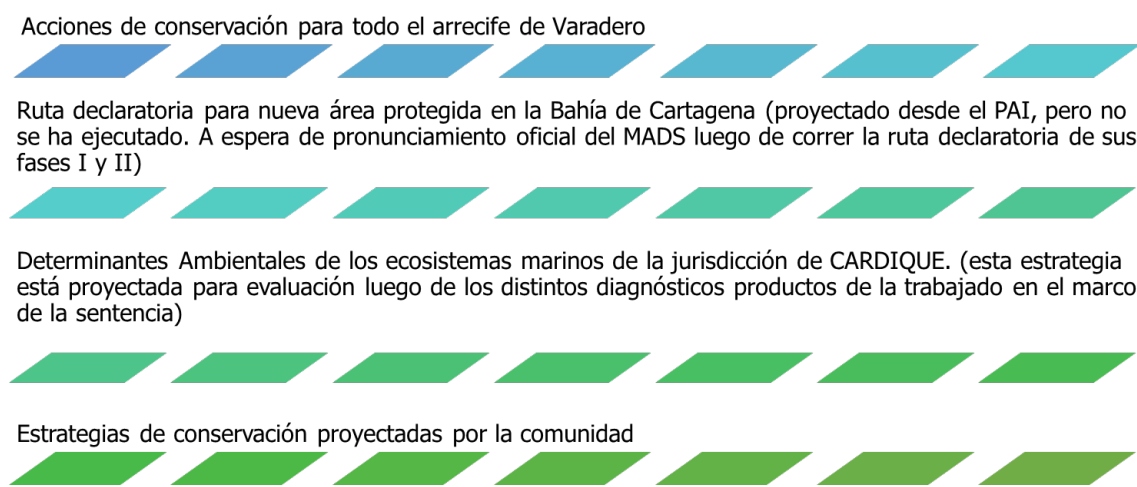 Acciones de conservación para todo el arrecife de Varadero
Ruta declaratoria para nueva área protegida en la Bahía de Cartagena (proyectado desde el PAI, pero no
se ha ejecutado. A espera de pronunciamiento oficial del MADS luego de correr la ruta declaratoria de sus
fases I y II)
Determinantes Ambientales de los ecosistemas marinos de la jurisdicción de CARDIQUE. (esta estrategia
está proyectada para evaluación luego de los distintos diagnósticos productos de la trabajado en el marco
de la sentencia)
Estrategias de conservación proyectadas por la comunidad